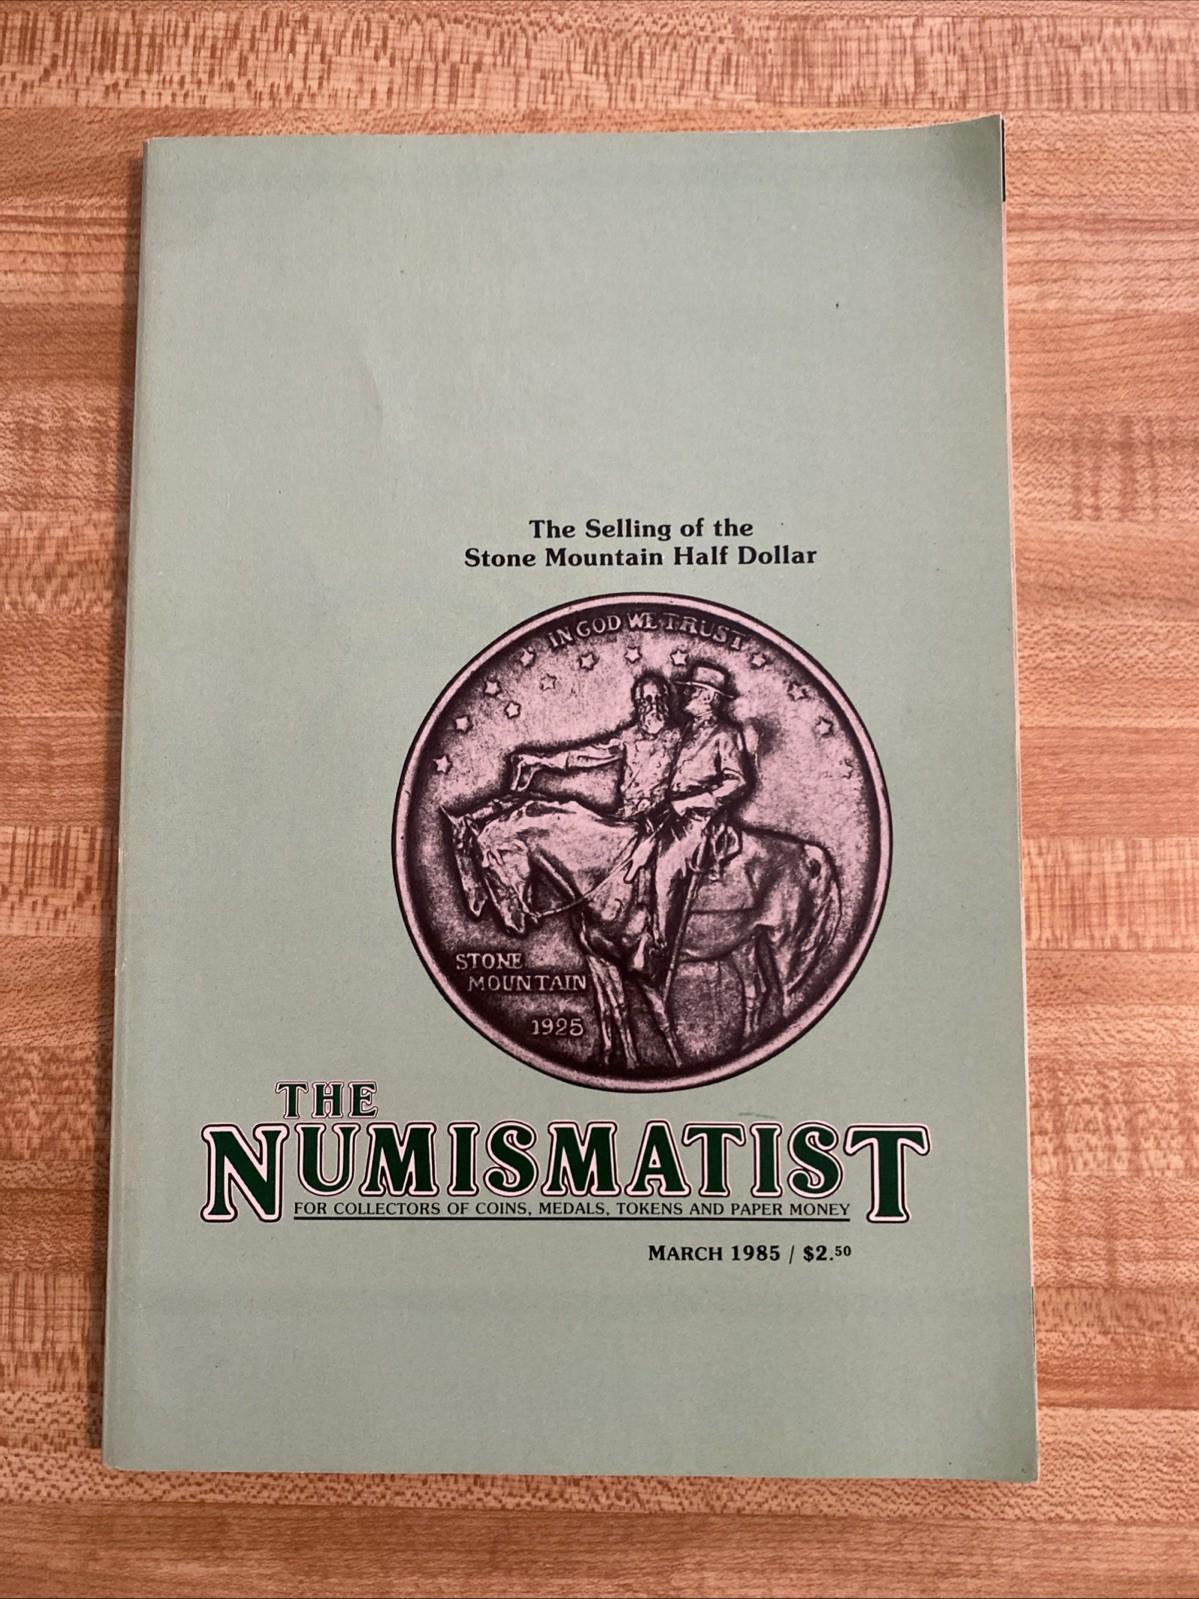 The Selling of the
Stone Mountain Half Dollar
IN GOD WE TRUST
STONE
MOUNTAIN
1925
THE
NUMISMATIST
FOR COLLECTORS OF COINS, MEDALS, TOKENS AND PAPER MONEY
MARCH 1985 / $2.50